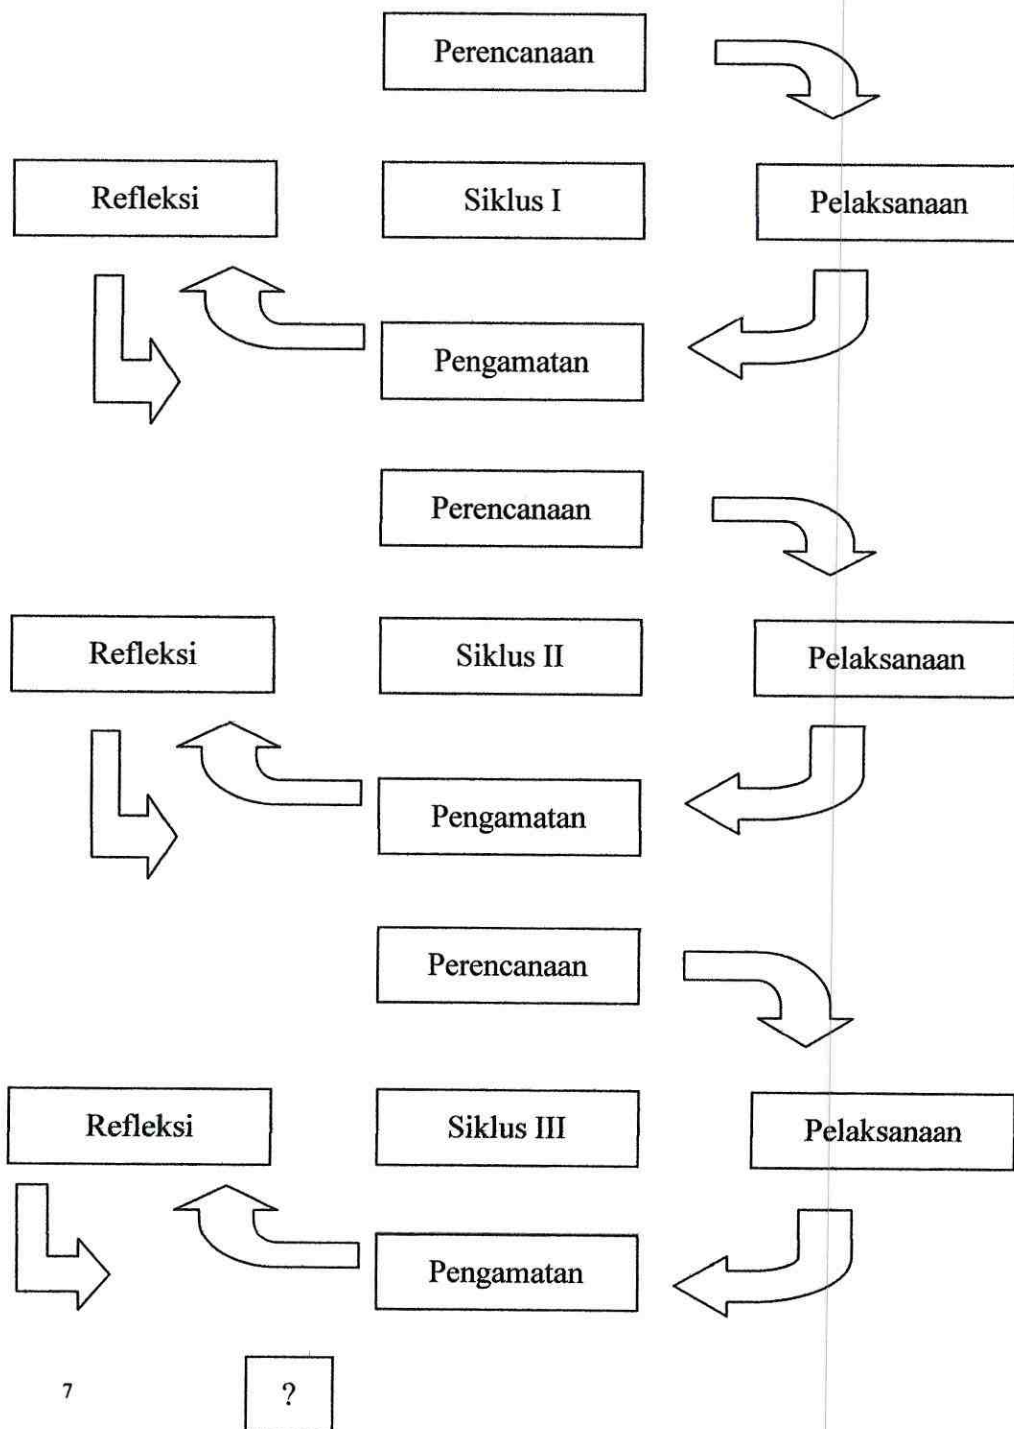 Perencanaan
Refleksi
Siklus I
Pelaksanaan
Pengamatan
Perencanaan
Refleksi
Siklus II
Pelaksanaan
Pengamatan
Perencanaan
Refleksi
Siklus III
Pelaksanaan
Pengamatan
7
?